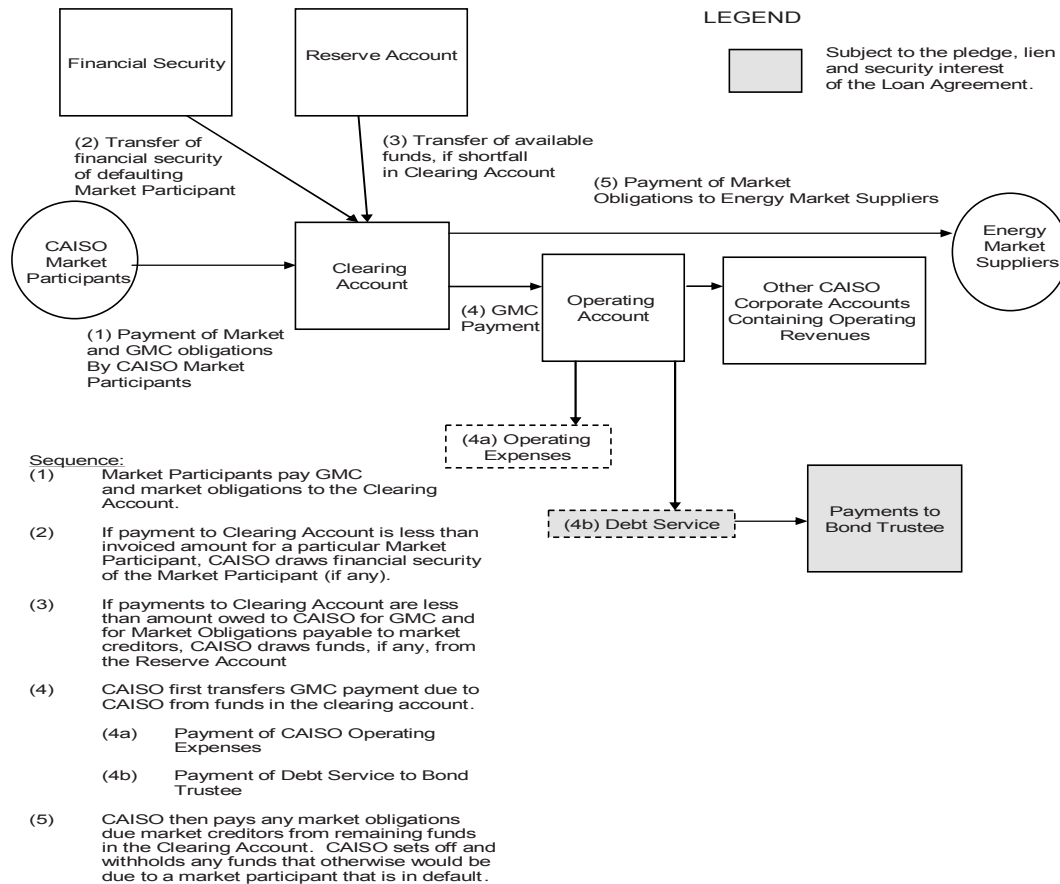 LEGEND
Subject to the pledge, lien
and security interest
of the Loan Agreement.
Financial Security
Reserve Account
(2) Transfer of
financial security
of defaulting
Market Participant
(3) Transfer of available
funds, if shortfall
in Clearing Account
(5) Payment of Market
Obligations to Energy Market Suppliers
CAISO
Market
Participants
Clearing
Account
Energy
Market
Suppliers
(4) GMC
Payment
Operating
Account
Other CAISO
Corporate Accounts
Containing Operating
Revenues
(1) Payment of Market
and GMC obligations
By CAISO Market
Participants
(4a) Operating
Expenses
(4b) Debt Service
Payments to
Bond Trustee
Sequence:
(1) Market Participants pay GMC
and market obligations to the Clearing
Account.
(2) If payment to Clearing Account is less than
invoiced amount for a particular Market
Participant, CAISO draws financial security
of the Market Participant (if any).
(3) If payments to Clearing Account are less
than amount owed to CAISO for GMC and
for Market Obligations payable to market
creditors, CAISO draws funds, if any, from
the Reserve Account
(4) CAISO first transfers GMC payment due to
CAISO from funds in the clearing account.
(4a) Payment of CAISO Operating
Expenses
(4b) Payment of Debt Service to Bond
Trustee
(5) CAISO then pays any market obligations
due market creditors from remaining funds
in the Clearing Account. CAISO sets off and
withholds any funds that otherwise would be
due to a market participant that is in default.